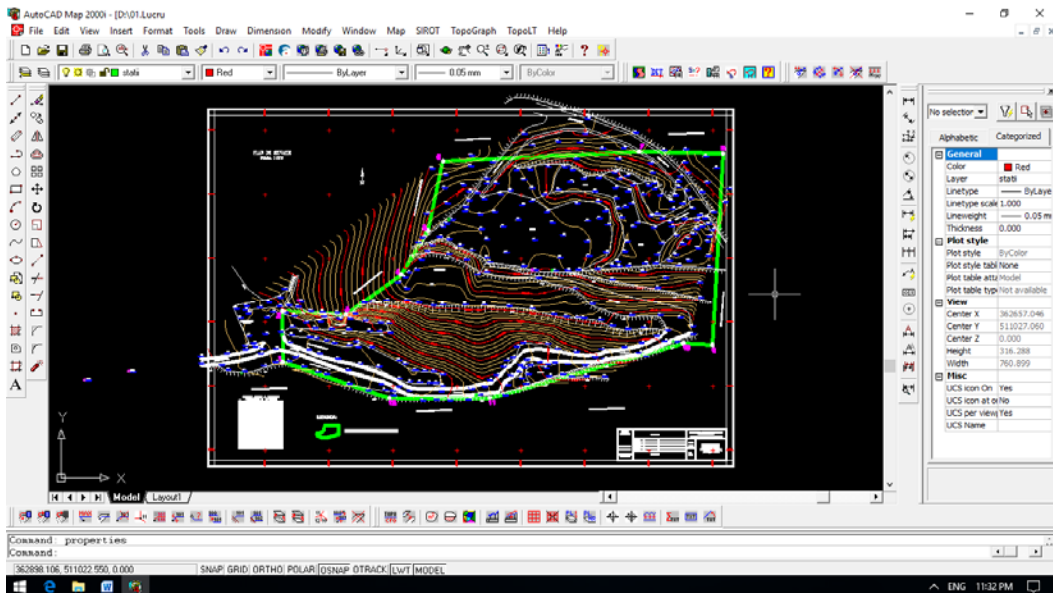 AutoCAD Map 2000i - [D:\01.Lucru
File Edit View Insert Format Tools Draw Dimension Modify Window Map SIROT TopoGraph TopoLT Help
statii Red ByLayer 0.05 mm ByColor
No selection
Alphabetic Categorized
General
Color Red
Layer statii
Linetype ByLaye
Linetype scale 1.000
Lineweight 0.05 m
Thickness 0.000
Plot style
Plot style ByColor
Plot style tabl None
Plot table atta Model
Plot table typ Not available
View
Center X 362657.046
Center Y 511027.060
Center Z 0.000
Height 316.288
Width 760.899
Misc
UCS icon On Yes
UCS icon at o No
UCS per view Yes
UCS Name
A
Y
X
Model Layout1
Command: properties
Command:
362898.106, 511022.550, 0.000 SNAP GRID ORTHO POLAR OSNAP OTRACK LWT MODEL
ENG 11:32 PM